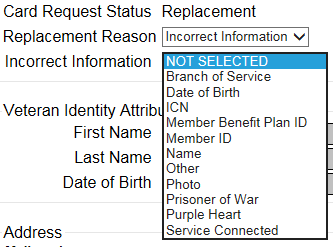 Card Request Status Replacement
Replacement Reason Incorrect Information
Incorrect Information NOT SELECTED
Branch of Service
Date of Birth
ICN
Member Benefit Plan ID
Member ID
Name
Other
Photo
Prisoner of War
Purple Heart
Service Connected
Veteran Identity Attribu
First Name
Last Name
Date of Birth
Address